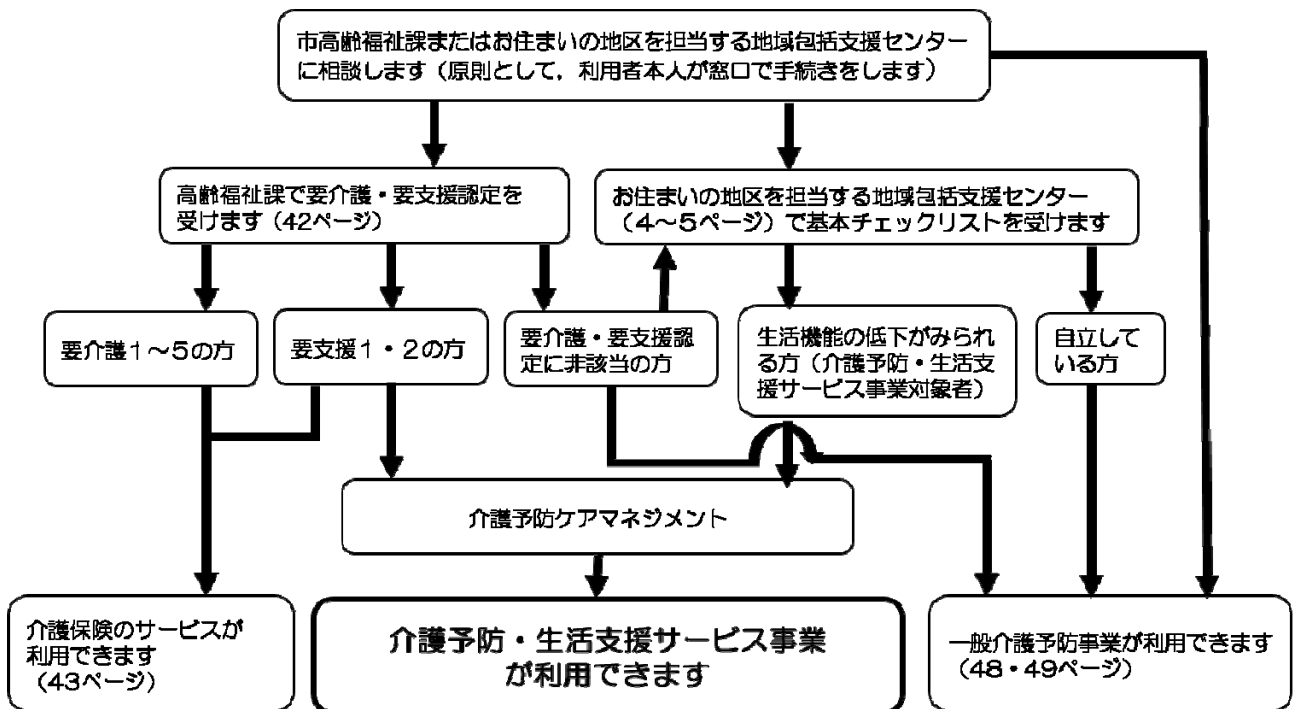 市高齢福祉課またはお住まいの地区を担当する地域包括支援センター
に相談します（原則として，利用者本人が窓口で手続きをします）
高齢福祉課で要介護・要支援認定を
受けます（42ページ）
お住まいの地区を担当する地域包括支援センター
（4～5ページ）で基本チェックリストを受けます
要介護1～5の方
要支援1・2の方
要介護・要支援認
定に非該当の方
生活機能の低下がみられ
る方（介護予防・生活支
援サービス事業対象者）
自立して
いる方
介護予防ケアマネジメント
介護保険のサービスが
利用できます
（43ページ）
介護予防・生活支援サービス事業
が利用できます
一般介護予防事業が利用できます
（48・49ページ）